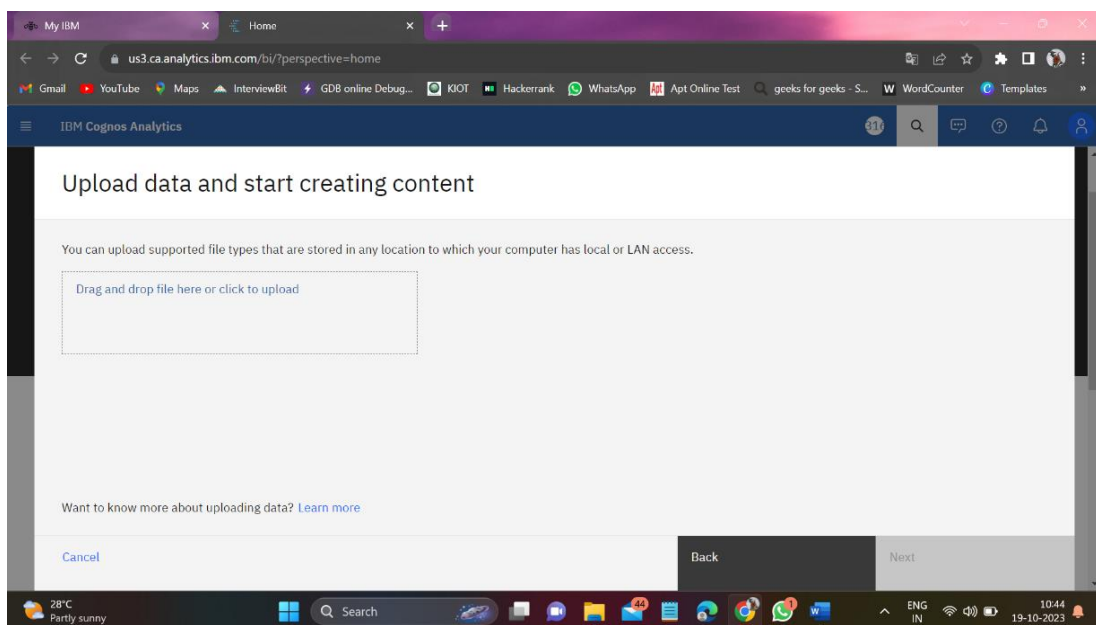 My IBM
Home
us3.ca.analytics.ibm.com/bi/?perspective=home
Gmail YouTube Maps InterviewBit GDB online Debug... KIOT Hackerrank WhatsApp Apt Online Test geeks for geeks - S... WordCounter Templates »
IBM Cognos Analytics
Upload data and start creating content
You can upload supported file types that are stored in any location to which your computer has local or LAN access.
Drag and drop file here or click to upload
Want to know more about uploading data? Learn more
Cancel Back Next
28°C
Partly sunny
Search
44
1
ENG
IN
10:44
19-10-2023